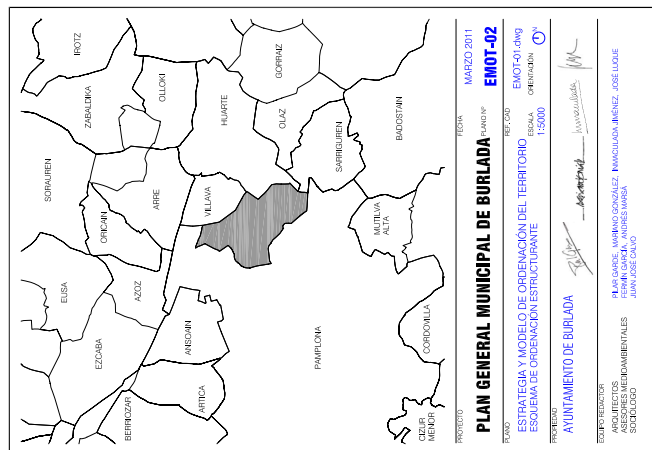 IROTZ
ZABALDIKA
OLLOKI
GORRAIZ
HUARTE
OLAZ
SARRIGUREN
BADOSTAIN
SORAUREN
ORICAIN
ARRE
VILLAVA
MUTILVA
ALTA
EUSA
AZOZ
EZCABA
ANSOAIN
PAMPLONA
CORDOVILLA
BERRIOZAR
ARTICA
CIZUR
MENOR
PROYECTO
PLAN GENERAL MUNICIPAL DE BURLADA
FECHA
MARZO 2011
PLANO Nº
EMOT-02
PLANO
ESTRATEGIA Y MODELO DE ORDENACIÓN DEL TERRITORIO
ESQUEMA DE ORDENACIÓN ESTRUCTURANTE
REF. CAD
EMOT-01.dwg
ESCALA
1:5000
ORIENTACIÓN
N
PROPIEDAD
AYUNTAMIENTO DE BURLADA
EQUIPO REDACTOR
ARQUITECTOS
PILAR GARDE, MARIANO GONZÁLEZ, INMACULADA JIMÉNEZ, JOSÉ LUQUE
ASESORES MEDIOAMBIENTALES
FERMÍN GARCÍA, ANDRÉS MARSÁ
SOCIÓLOGO
JUAN JOSÉ CALVO